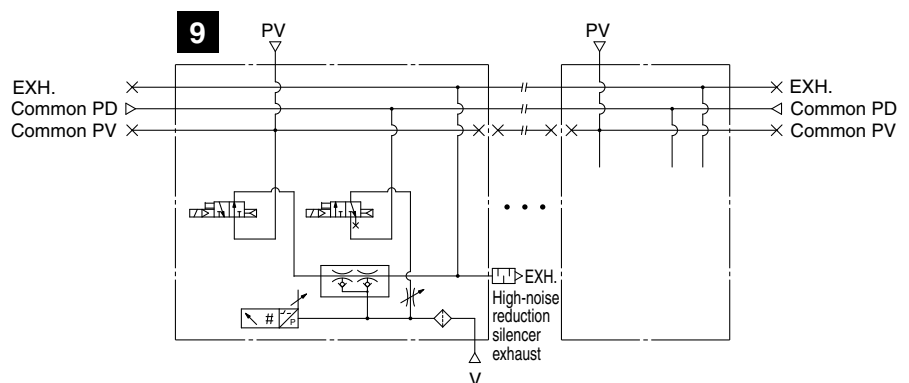 9
PV
PV
EXH.
EXH.
Common PD
Common PD
Common PV
Common PV
EXH.
High-noise
reduction
silencer
exhaust
#
P
V